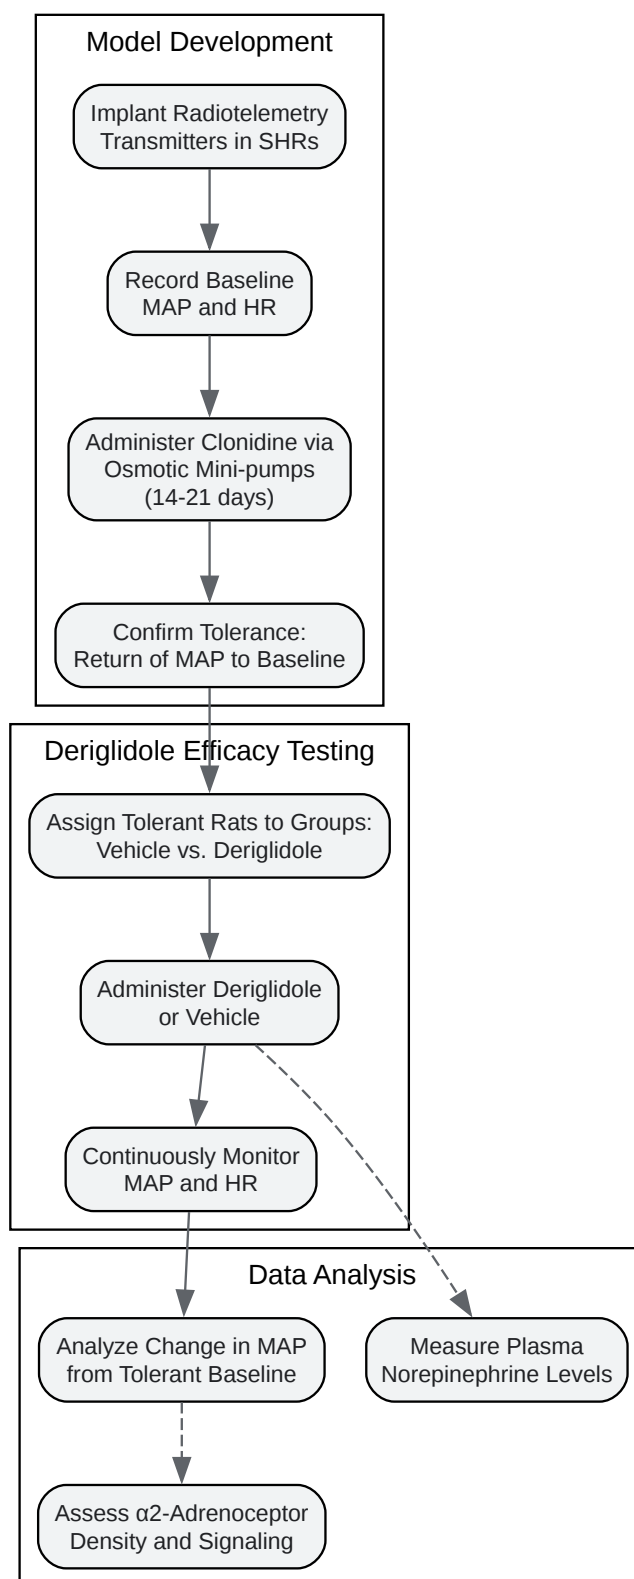 Model Development
Implant Radiotelemetry
Transmitters in SHRs
Record Baseline
MAP and HR
Administer Clonidine via
Osmotic Mini-pumps
(14-21 days)
Confirm Tolerance:
Return of MAP to Baseline
Deriglidole Efficacy Testing
Assign Tolerant Rats to Groups:
Vehicle vs. Deriglidole
Administer Deriglidole
or Vehicle
Continuously Monitor
MAP and HR
Data Analysis
Analyze Change in MAP
from Tolerant Baseline
Measure Plasma
Norepinephrine Levels
Assess α2-Adrenoceptor
Density and Signaling